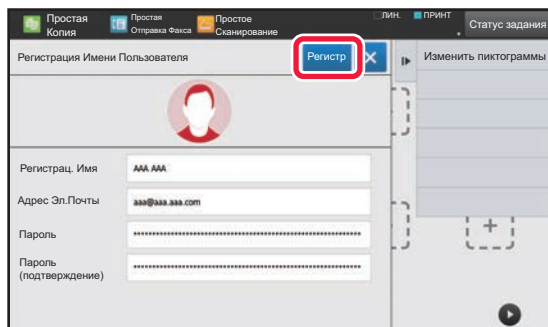 Простая
Копия
Простая
Отправка Факса
Простое
Сканирование
ЛИН.
ПРИНТ
Статус задания
Регистрация Имени Пользователя
Регистр
Изменить пиктограммы
Регистрац. Имя
AAA AAA
Адрес Эл.Почты
aaa@aaa.aaa.com
Пароль
Пароль
(подтверждение)